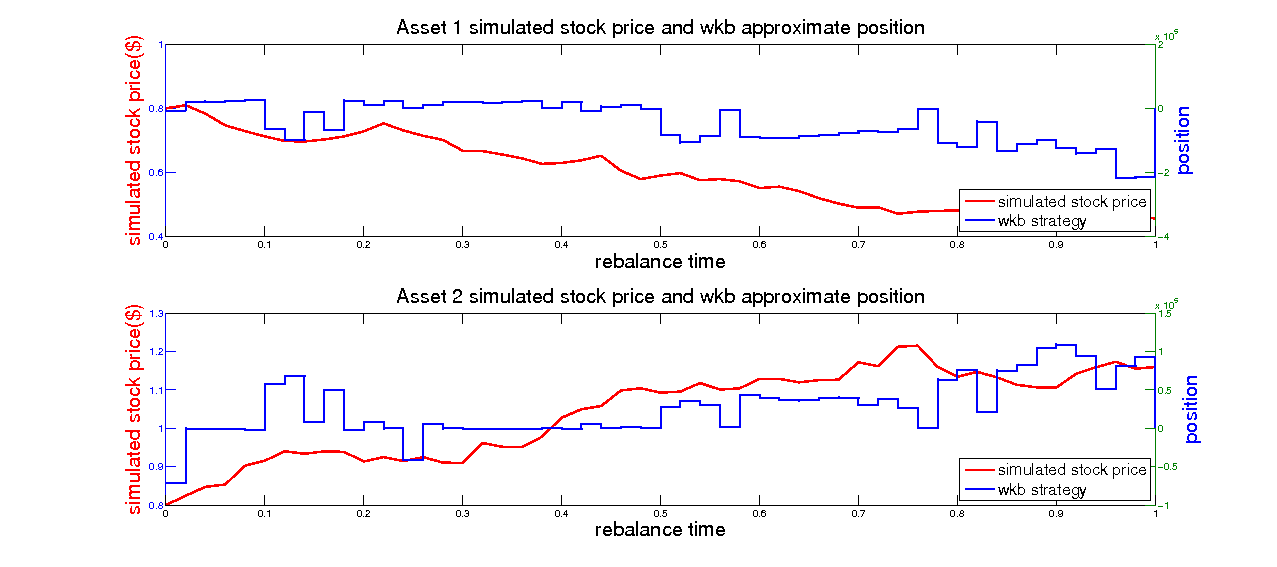 Asset 1 simulated stock price and wkb approximate position
x 10
1
0.8
0.6
0.4
simulated stock price($)
2
0
-2
-4
position
simulated stock price
wkb strategy
0 0.1 0.2 0.3 0.4 0.5 0.6 0.7 0.8 0.9 1
rebalance time
Asset 2 simulated stock price and wkb approximate position
x 10
1.3
1.2
1.1
1
0.9
0.8
simulated stock price($)
1.5
1
0.5
0
-0.5
-1
position
simulated stock price
wkb strategy
0 0.1 0.2 0.3 0.4 0.5 0.6 0.7 0.8 0.9 1
rebalance time